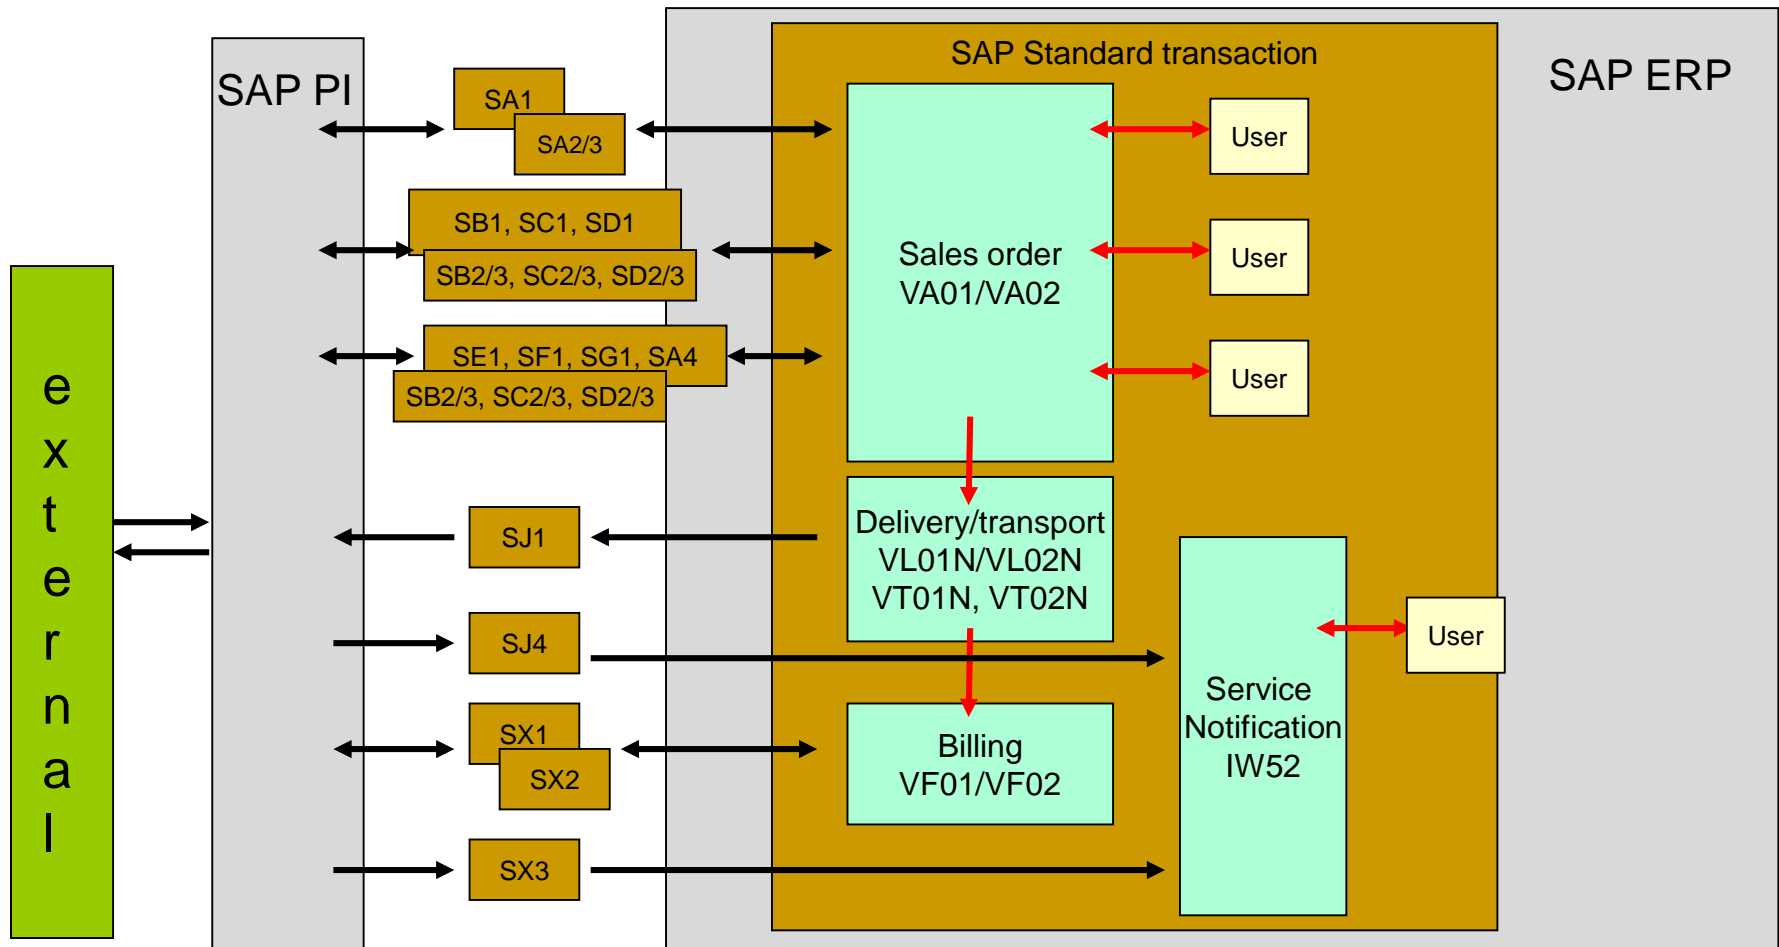 SAP Standard transaction
SAP PI
SAP ERP
SA1
SA2/3
User
SB1, SC1, SD1
SB2/3, SC2/3, SD2/3
Sales order
VA01/VA02
User
SE1, SF1, SG1, SA4
SB2/3, SC2/3, SD2/3
User
e
x
t
e
r
n
a
l
SJ1
Delivery/transport
VL01N/VL02N
VT01N, VT02N
SJ4
User
Service
Notification
IW52
SX1
SX2
Billing
VF01/VF02
SX3